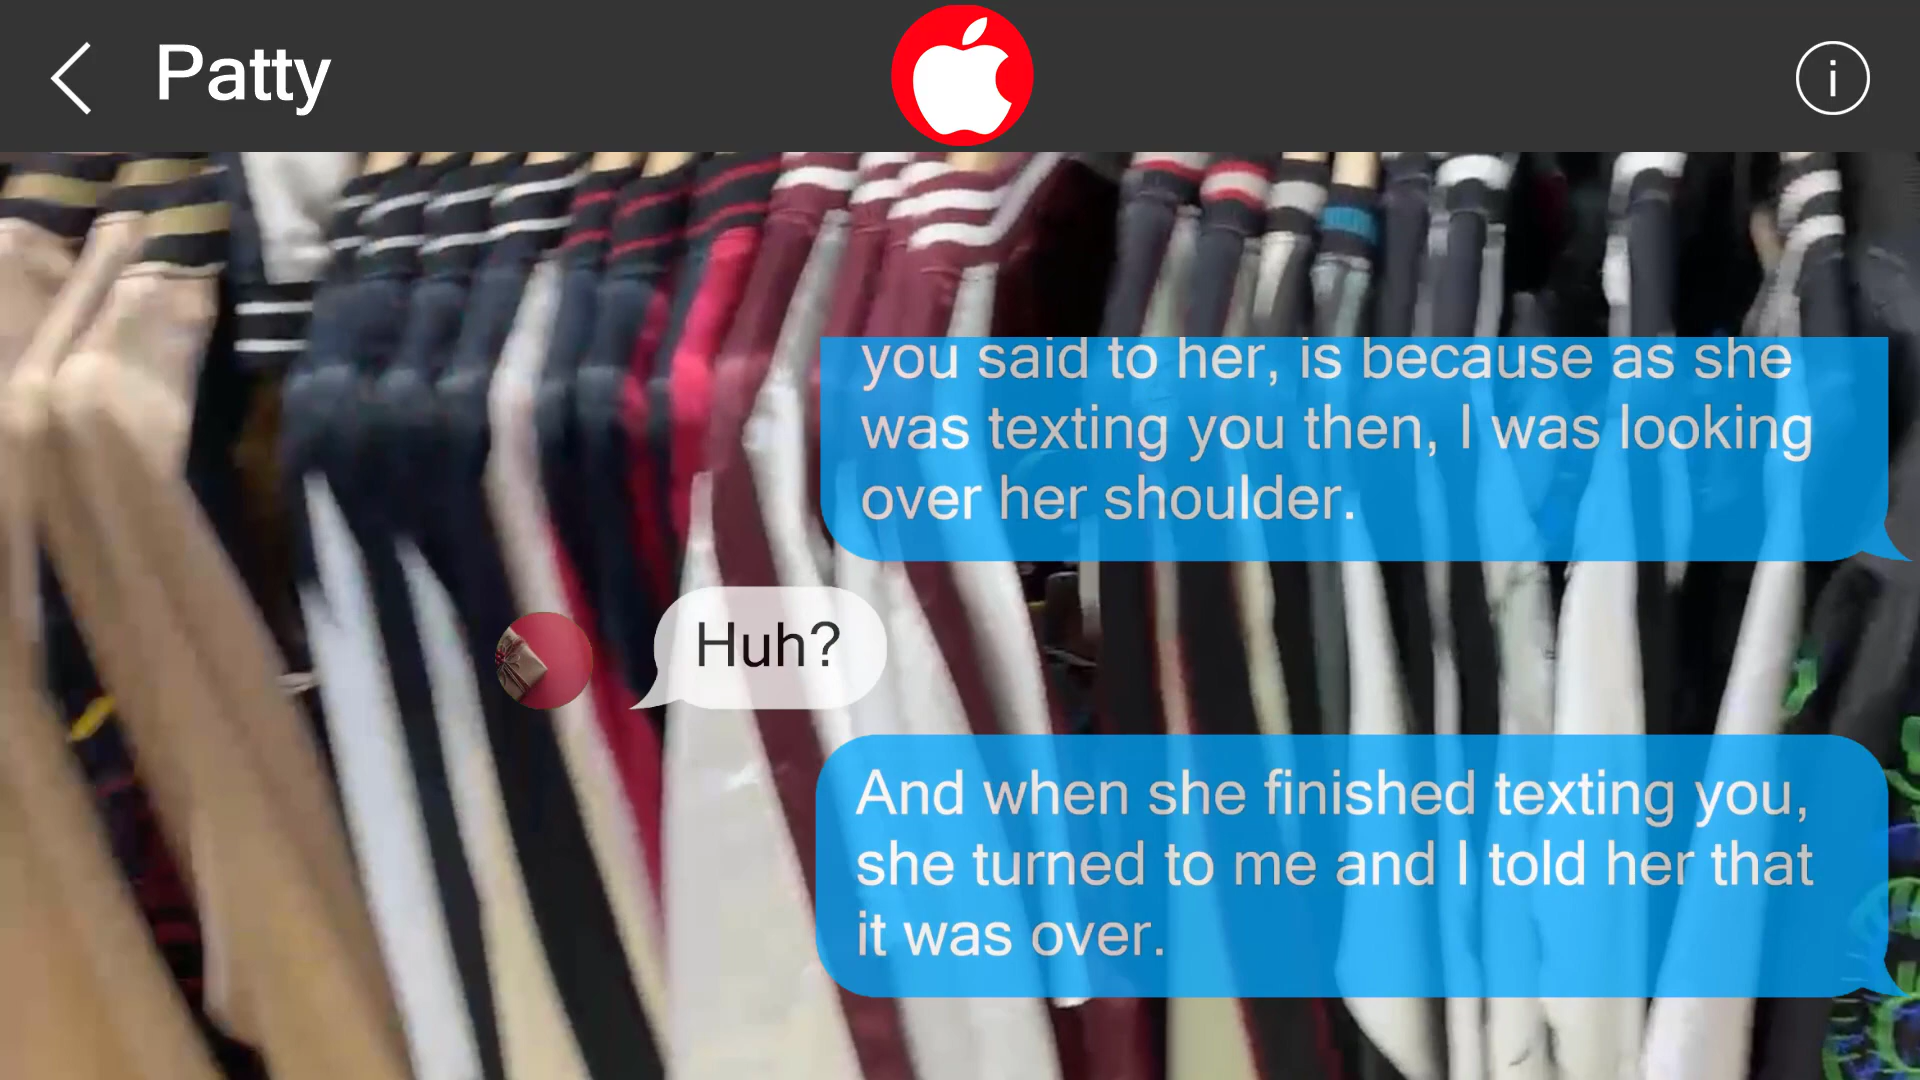 Patty
i
you said to her, is because as she
was texting you then, I was looking
over her shoulder.
Huh?
And when she finished texting you,
she turned to me and I told her that
it was over.